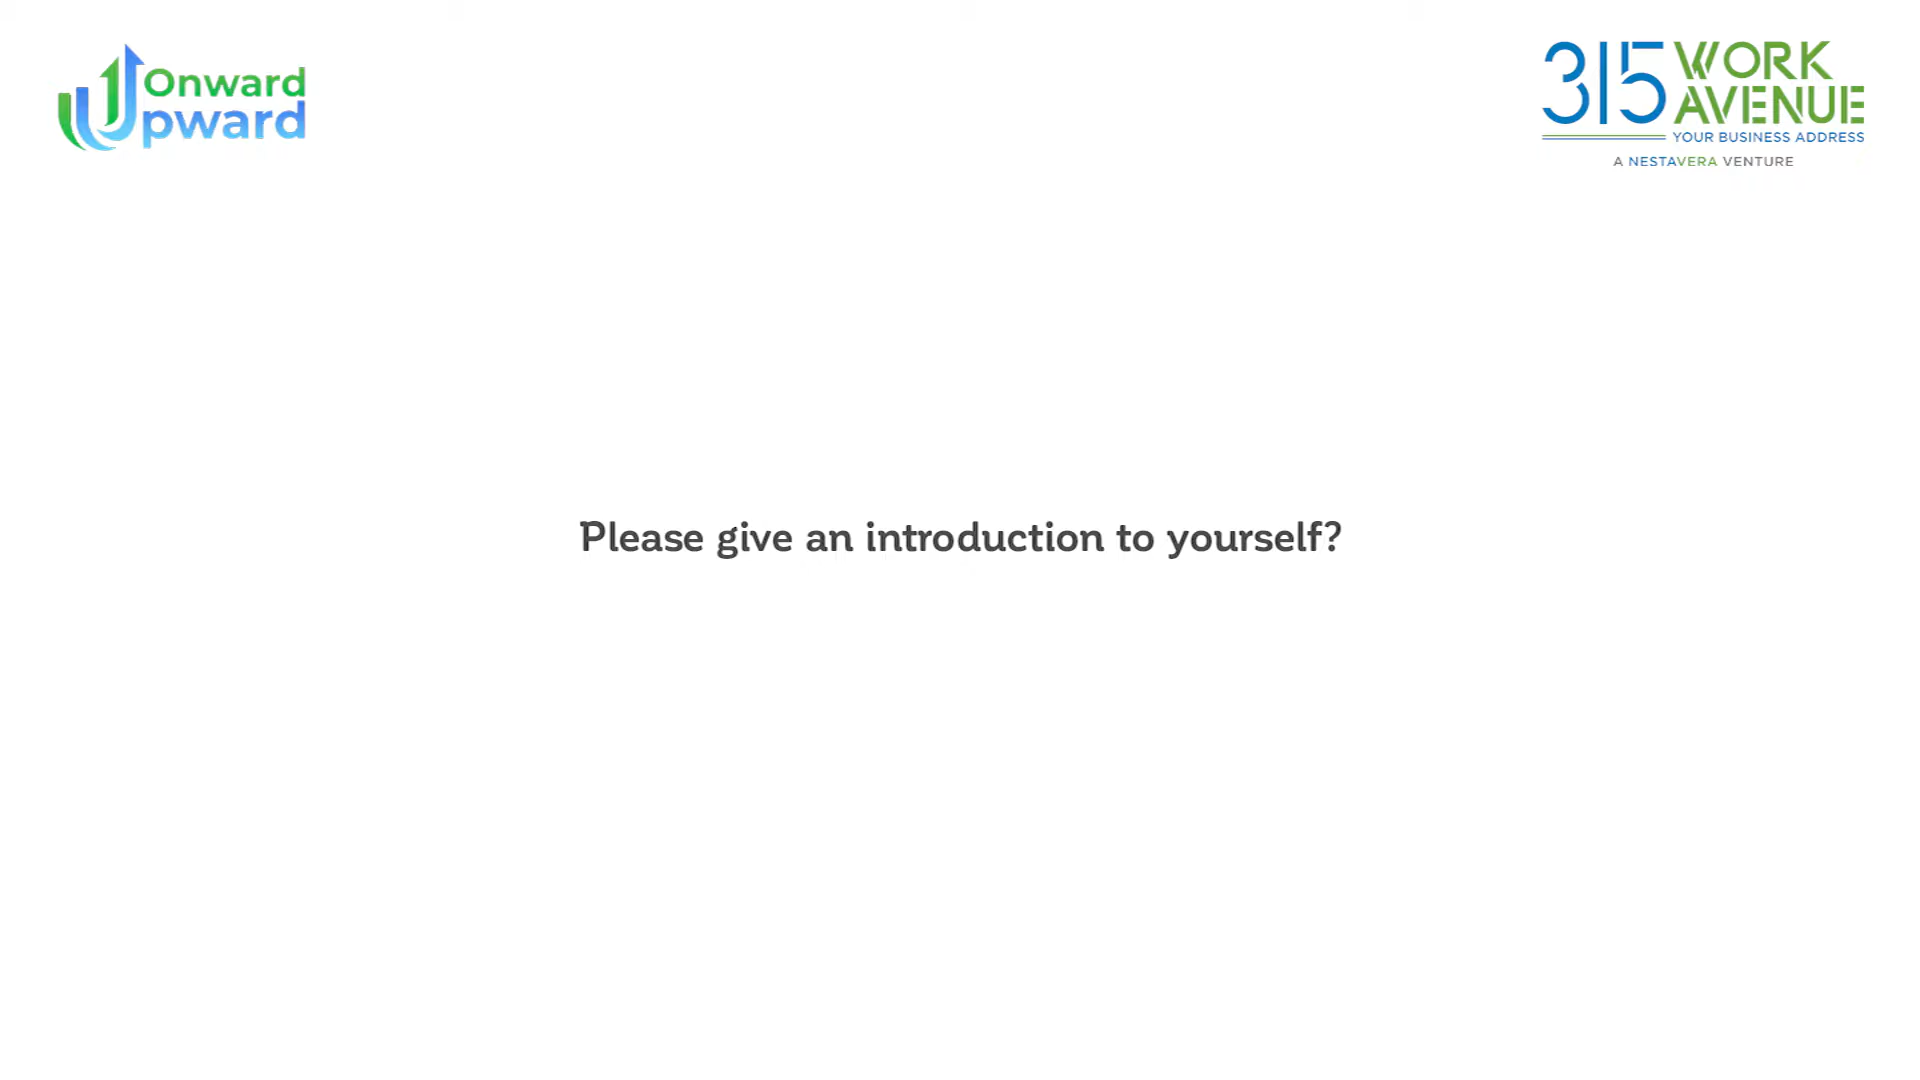 Onward
Upward
315 WORK
AVENUE
YOUR BUSINESS ADDRESS
A NESTAVERA VENTURE
Please give an introduction to yourself?